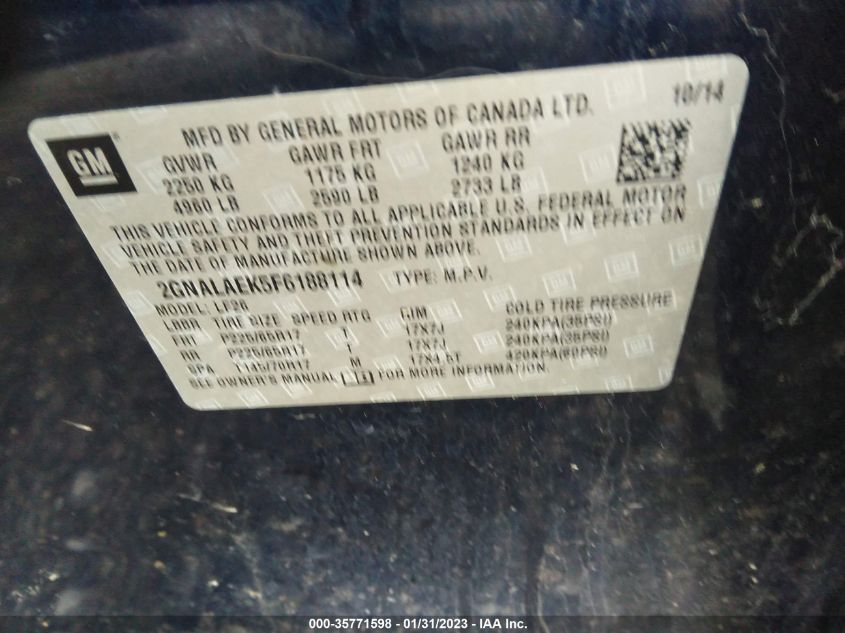 10/14
GM
MFD BY GENERAL MOTORS OF CANADA LTD.
GVWR GAWR FRT GAWR RR
2250 KG 1175 KG 1240 KG
4960 LB 2590 LB 2733 LB
THIS VEHICLE CONFORMS TO ALL APPLICABLE U.S. FEDERAL MOTOR
VEHICLE SAFETY AND THEFT PREVENTION STANDARDS IN EFFECT ON
THE DATE OF MANUFACTURE SHOWN ABOVE.
2GNALAEK5F6188114 TYPE: M.P.V.
MODEL: LF26
TIRE SIZE SPEED RTG RIM COLD TIRE PRESSURE
FRT P225/65R17 T 17X7J 240KPA(35PSI)
RR P225/65R17 T 17X7J 240KPA(35PSI)
SPA T145/70R17 M 17X4.5T 420KPA(60PSI)
SEE OWNER'S MANUAL FOR MORE INFORMATION.
000-35771598 - 01/31/2023 - IAA Inc.